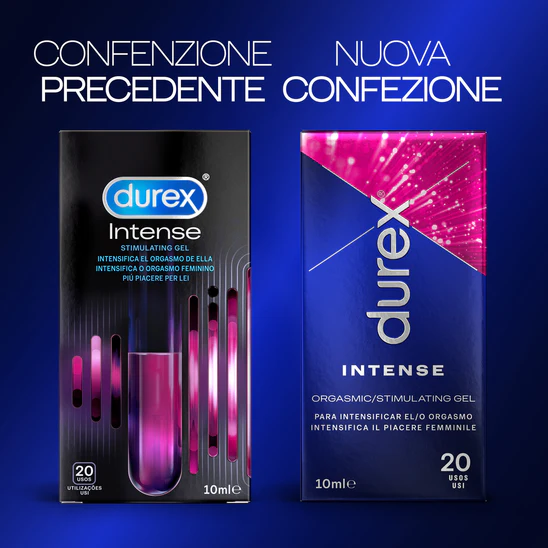 CONFENZIONE
PRECEDENTE
NUOVA
CONFEZIONE
durex®
Intense
STIMULATING GEL
INTENSIFICA EL ORGASMO DE ELLA
INTENSIFICA O ORGASMO FEMININO
PIÙ PIACERE PER LEI
20
USOS
UTILIZAÇÕES
USI
10ml℮
durex®
INTENSE
ORGASMIC/STIMULATING GEL
PARA INTENSIFICAR EL/O ORGASMO
INTENSIFICA IL PIACERE FEMMINILE
10ml℮
20
USOS
USI